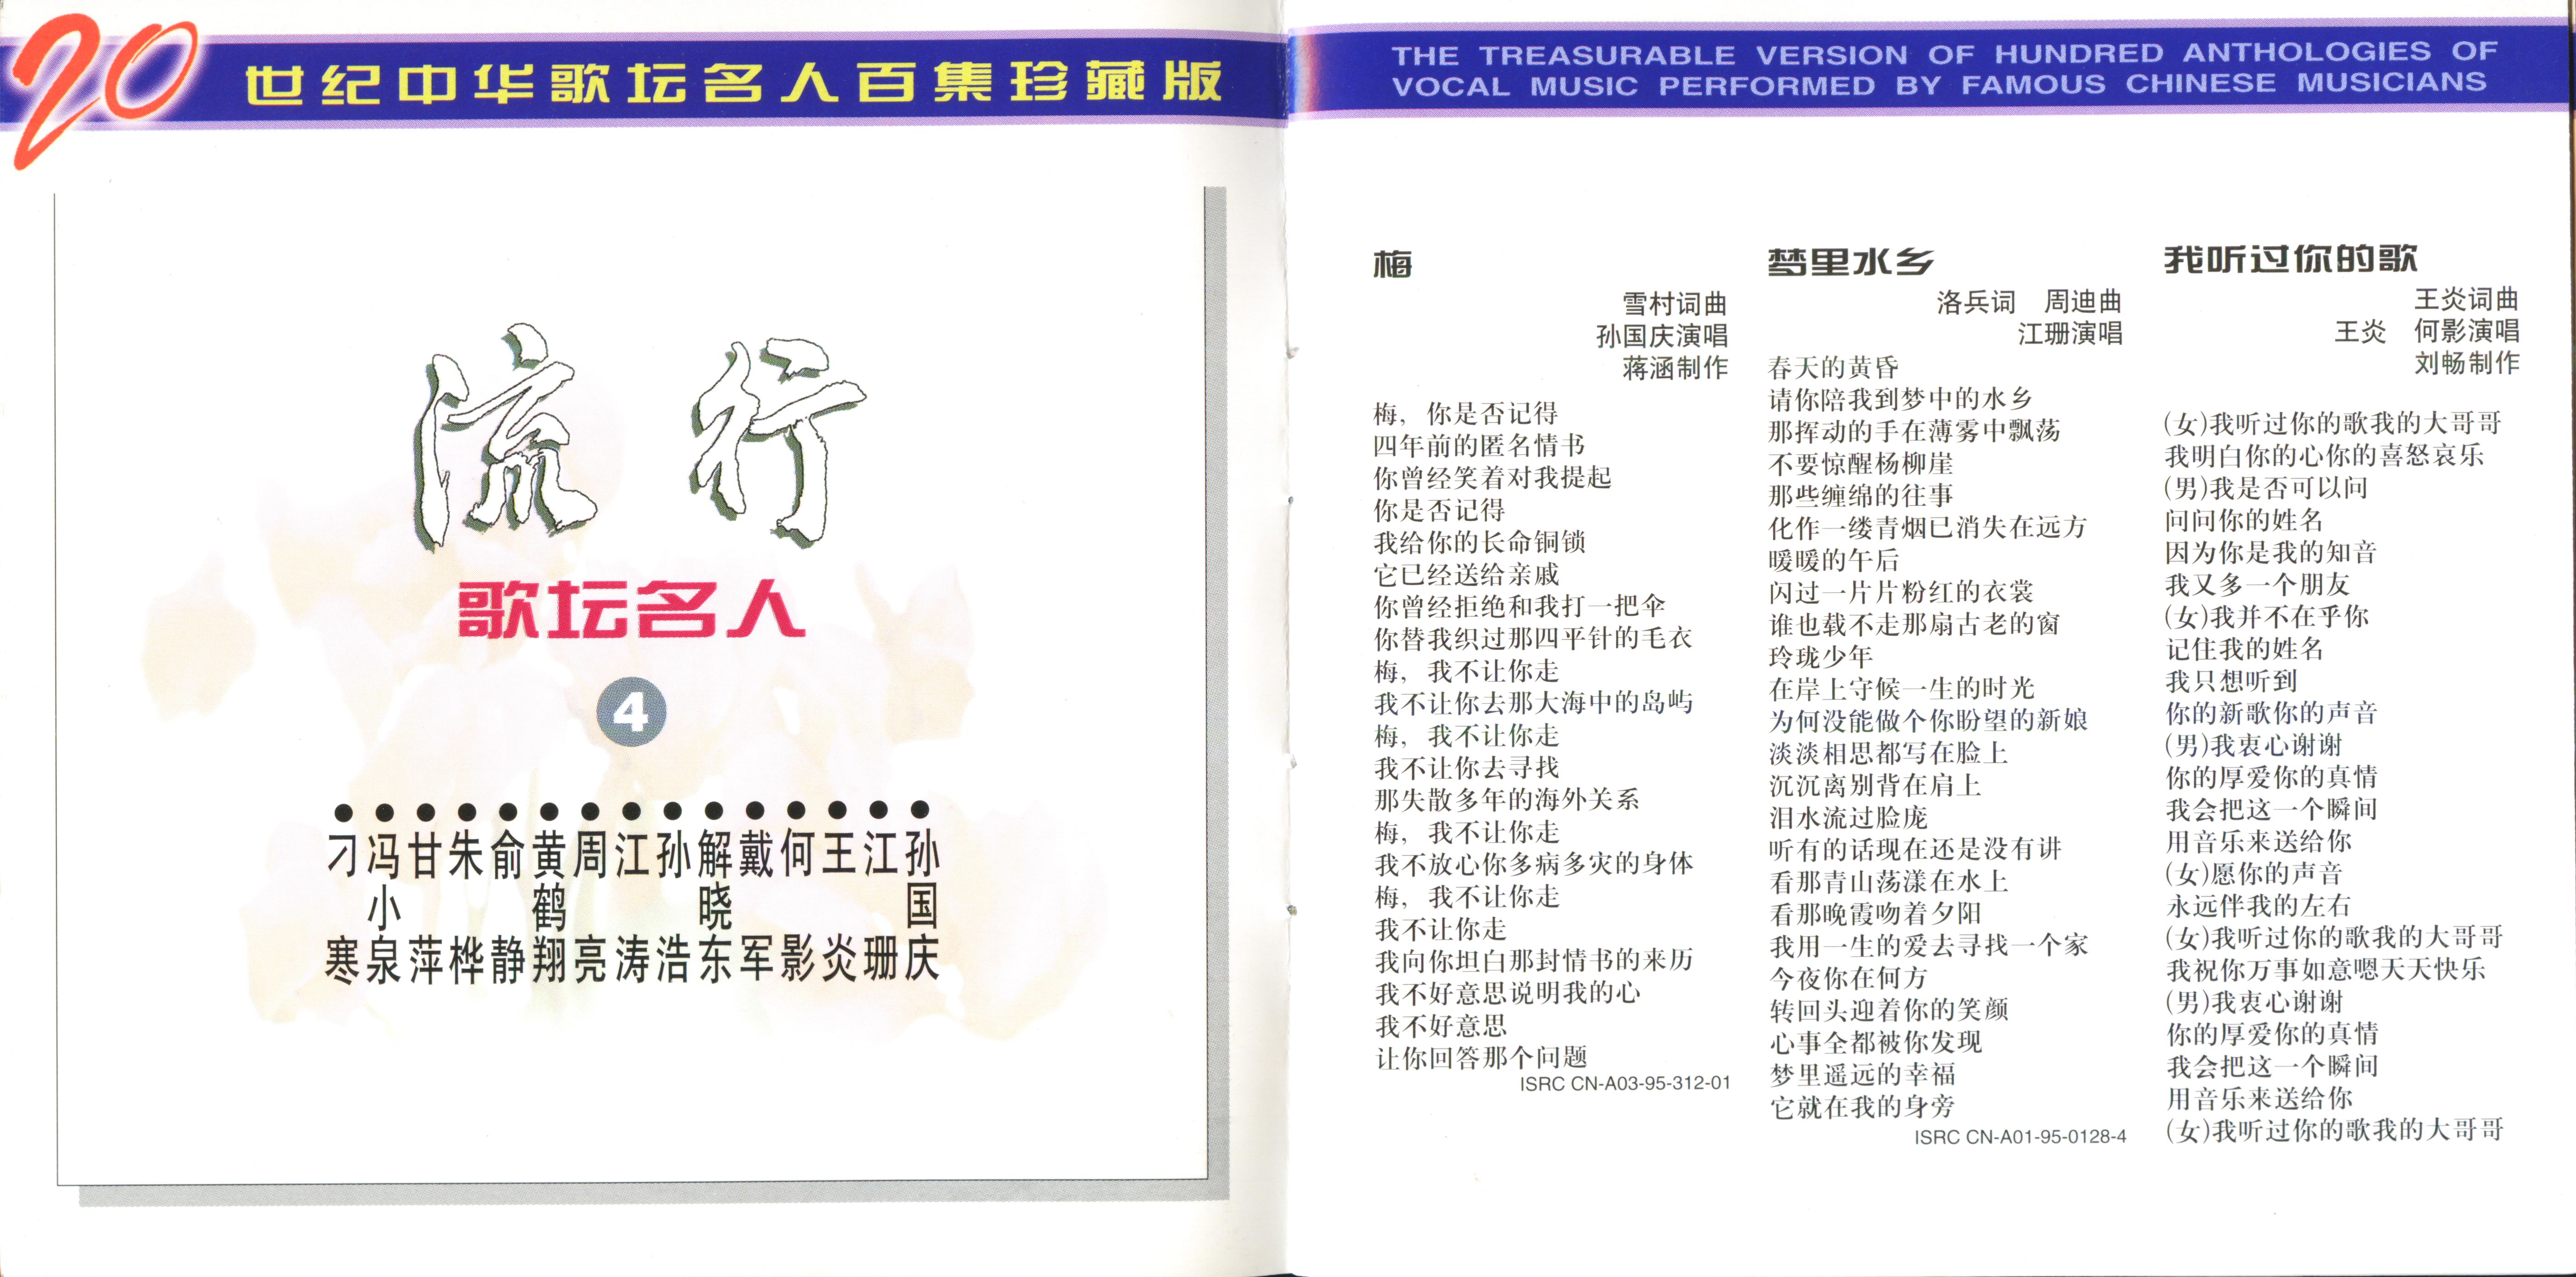 20世纪中华歌坛名人百集珍藏版
流行
歌坛名人
4
孙国庆
江珊
王炎
何影
戴军
解晓东
孙浩
江涛
周亮
黄鹤翔
俞静
朱桦
甘萍
冯小泉
刁寒
THE TREASURABLE VERSION OF HUNDRED ANTHOLOGIES OF
VOCAL MUSIC PERFORMED BY FAMOUS CHINESE MUSICIANS
梅
雪村词曲
孙国庆演唱
蒋涵制作
梅，你是否记得
四年前的匿名情书
你曾经笑着对我提起
你是否记得
我给你的长命铜锁
它已经送给亲戚
你曾经拒绝和我打一把伞
你替我织过那四平针的毛衣
梅，我不让你走
我不让你去那大海中的岛屿
梅，我不让你走
我不让你去寻找
那失散多年的海外关系
梅，我不让你走
我不放心你多病多灾的身体
梅，我不让你走
我不让你走
我向你坦白那封情书的来历
我不好意思说明我的心
我不好意思
让你回答那个问题
ISRC CN-A03-95-312-01
梦里水乡
洛兵词 周迪曲
江珊演唱
春天的黄昏
请你陪我到梦中的水乡
那挥动的手在薄雾中飘荡
不要惊醒杨柳崖
那些缠绵的往事
化作一缕青烟已消失在远方
暖暖的午后
闪过一片片粉红的衣裳
谁也载不走那扇古老的窗
玲珑少年
在岸上守候一生的时光
为何没能做个你盼望的新娘
淡淡相思都写在脸上
沉沉离别背在肩上
泪水流过脸庞
听有的话现在还是没有讲
看那青山荡漾在水上
看那晚霞吻着夕阳
我用一生的爱去寻找一个家
今夜你在何方
转回头迎着你的笑颜
心事全都被你发现
梦里遥远的幸福
它就在我的身旁
ISRC CN-A01-95-0128-4
我听过你的歌
王炎词曲
王炎 何影演唱
刘畅制作
(女)我听过你的歌我的大哥哥
我明白你的心你的喜怒哀乐
(男)我是否可以问
问问你的姓名
因为你是我的知音
我又多一个朋友
(女)我并不在乎你
记住我的姓名
我只想听到
你的新歌你的声音
(男)我衷心谢谢
你的厚爱你的真情
我会把这一个瞬间
用音乐来送给你
(女)愿你的声音
永远伴我的左右
(女)我听过你的歌我的大哥哥
我祝你万事如意嗯天天快乐
(男)我衷心谢谢
你的厚爱你的真情
我会把这一个瞬间
用音乐来送给你
(女)我听过你的歌我的大哥哥